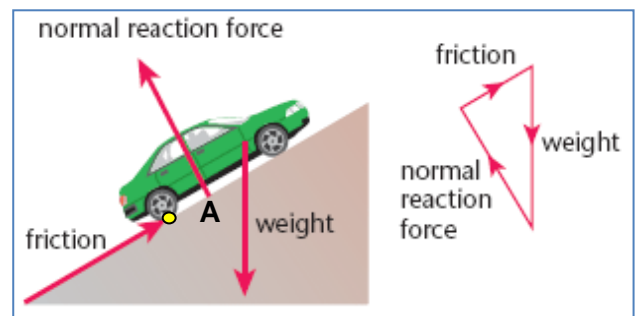 normal reaction force
A
weight
friction
friction
weight
normal
reaction
force